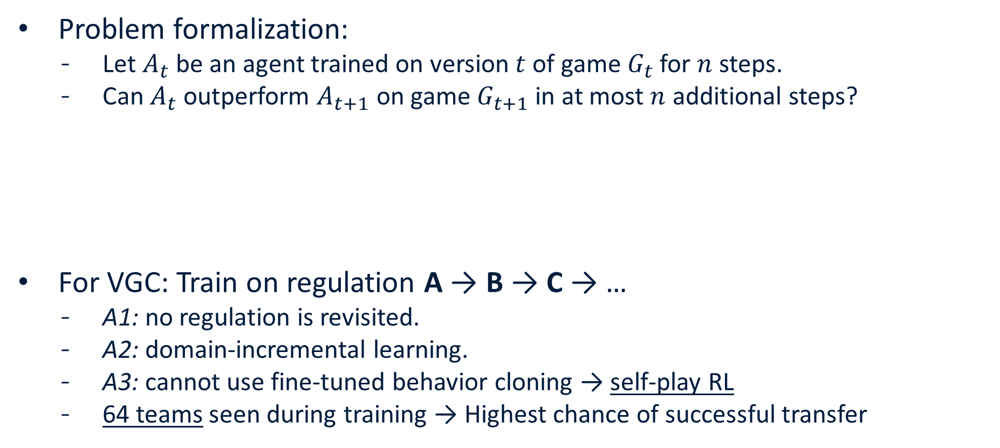 • Problem formalization:
- Let A_t be an agent trained on version t of game G_t for n steps.
- Can A_t outperform A_{t+1} on game G_{t+1} in at most n additional steps?
• For VGC: Train on regulation A → B → C → ...
- A1: no regulation is revisited.
- A2: domain-incremental learning.
- A3: cannot use fine-tuned behavior cloning → self-play RL
- 64 teams seen during training → Highest chance of successful transfer